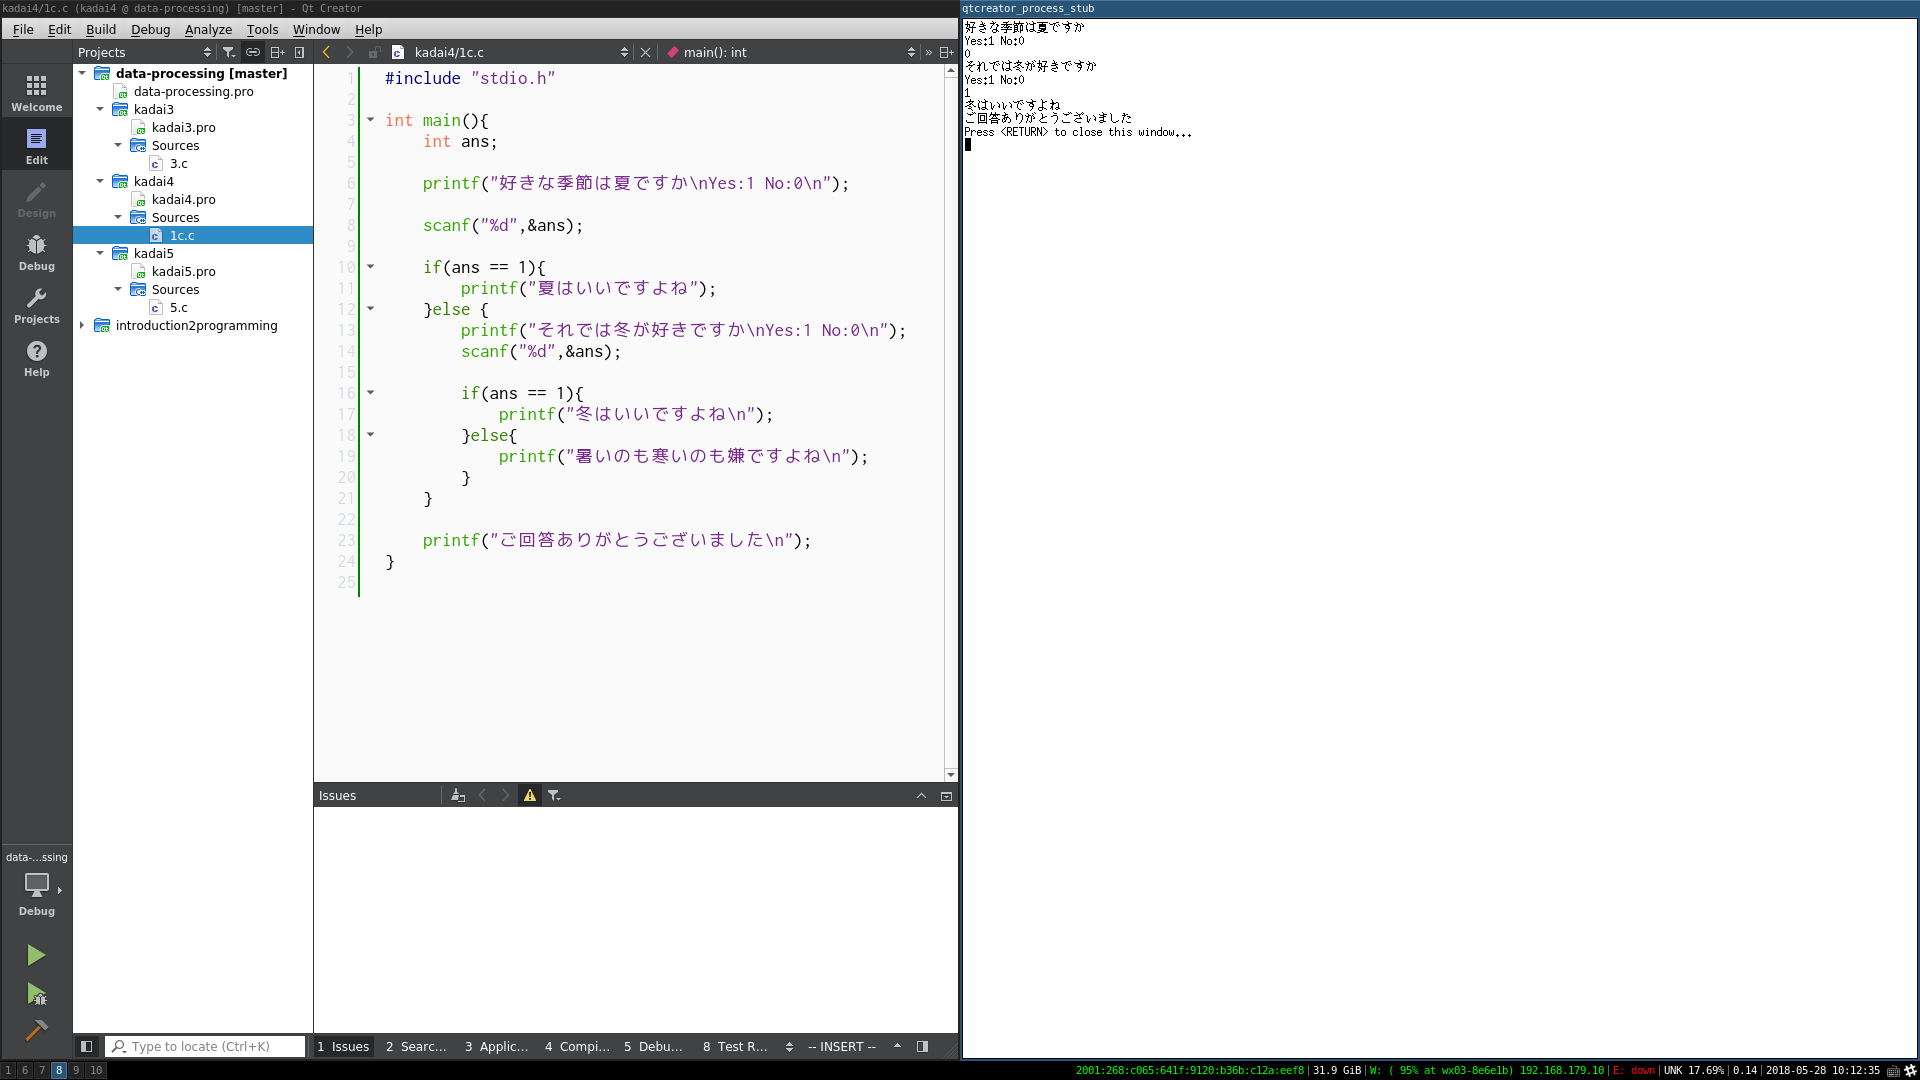 kadai4/1c.c (kadai4 @ data-processing) [master] - Qt Creator
File Edit Build Debug Analyze Tools Window Help
Projects
kadai4/1c.c
main(): int
»
Welcome
Edit
Design
Debug
Projects
Help
data-processing [master]
data-processing.pro
kadai3
kadai3.pro
Sources
3.c
kadai4
kadai4.pro
Sources
1c.c
kadai5
kadai5.pro
Sources
5.c
introduction2programming
1 #include "stdio.h"
2
3 int main(){
4 int ans;
5
6 printf("好きな季節は夏ですか\nYes:1 No:0\n");
7
8 scanf("%d",&ans);
9
10 if(ans == 1){
11 printf("夏はいいですよね");
12 }else {
13 printf("それでは冬が好きですか\nYes:1 No:0\n");
14 scanf("%d",&ans);
15
16 if(ans == 1){
17 printf("冬はいいですよね\n");
18 }else{
19 printf("暑いのも寒いのも嫌ですよね\n");
20 }
21 }
22
23 printf("ご回答ありがとうございました\n");
24 }
25
Issues
data-...ssing
Debug
Type to locate (Ctrl+K)
1 Issues 2 Searc... 3 Applic... 4 Compi... 5 Debu... 8 Test R... -- INSERT --
qtcreator_process_stub
好きな季節は夏ですか
Yes:1 No:0
0
それでは冬が好きですか
Yes:1 No:0
1
冬はいいですよね
ご回答ありがとうございました
Press <RETURN> to close this window...
1 6 7 8 9 10
2001:268:c065:641f:9120:b36b:c12a:eef8|31.9 GiB|W: ( 95% at wx03-8e6e1b) 192.168.179.10|E: down|UNK 17.69%|0.14|2018-05-28 10:12:35